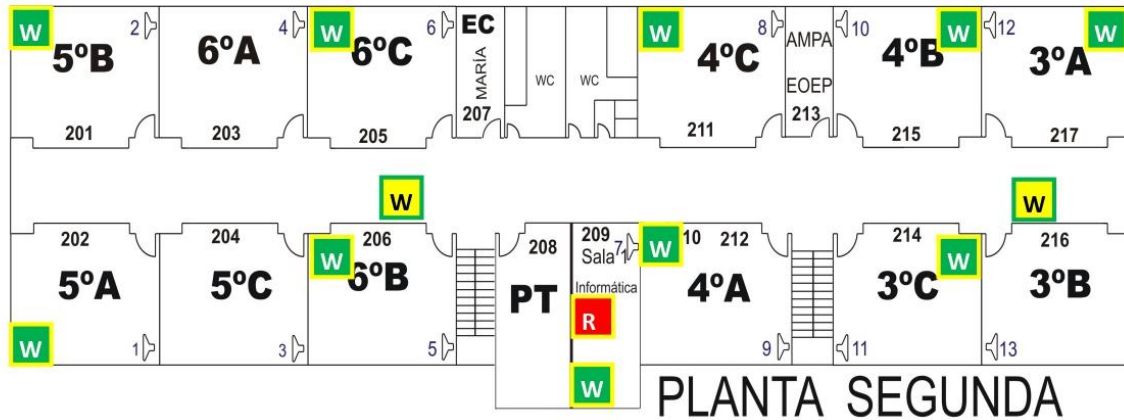 W 2 4 W 6 EC W 8 10 W 12 W
5ºB 6ºA 6ºC MARÍA WC WC 4ºC AMPA 4ºB 3ºA
EOEP
201 203 205 207 211 213 215 217
W W
202 204 W 206 208 209 7 W 10 212 214 W 216
Sala 1
5ºA 5ºC 6ºB PT Informática 4ºA 3ºC 3ºB
R
W 1 3 5 9 11 13
W
PLANTA SEGUNDA